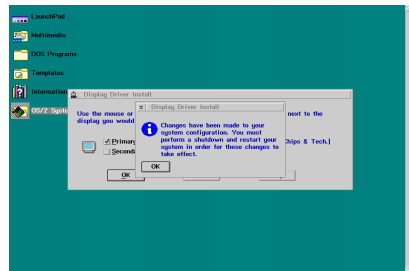 LaunchPad
Multimedia
DOS Programs
Templates
Information
OS/2 System
Display Driver Install
Use the mouse or
next to the
display you would
Primary
Chips & Tech.)
Secondary
OK
Display Driver Install
Changes have been made to your
system configuration. You must
perform a shutdown and restart your
system in order for these changes to
take effect.
OK